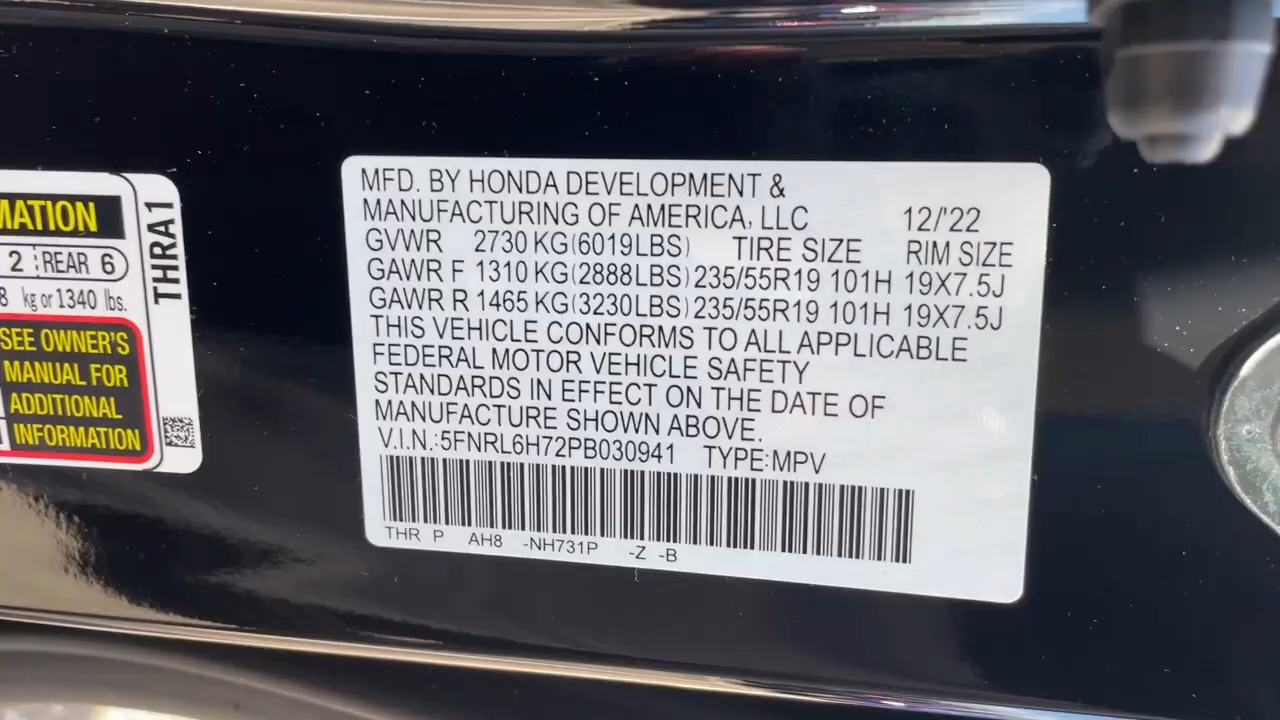 MATION
2 REAR 6
8 kg or 1340 lbs.
SEE OWNER'S
MANUAL FOR
ADDITIONAL
INFORMATION
THRA1
MFD. BY HONDA DEVELOPMENT &
MANUFACTURING OF AMERICA, LLC 12/'22
GVWR 2730 KG(6019LBS) TIRE SIZE RIM SIZE
GAWR F 1310 KG(2888LBS) 235/55R19 101H 19X7.5J
GAWR R 1465 KG(3230LBS) 235/55R19 101H 19X7.5J
THIS VEHICLE CONFORMS TO ALL APPLICABLE
FEDERAL MOTOR VEHICLE SAFETY
STANDARDS IN EFFECT ON THE DATE OF
MANUFACTURE SHOWN ABOVE.
V.I.N.:5FNRL6H72PB030941 TYPE:MPV
THR P AH8 -NH731P -Z -B